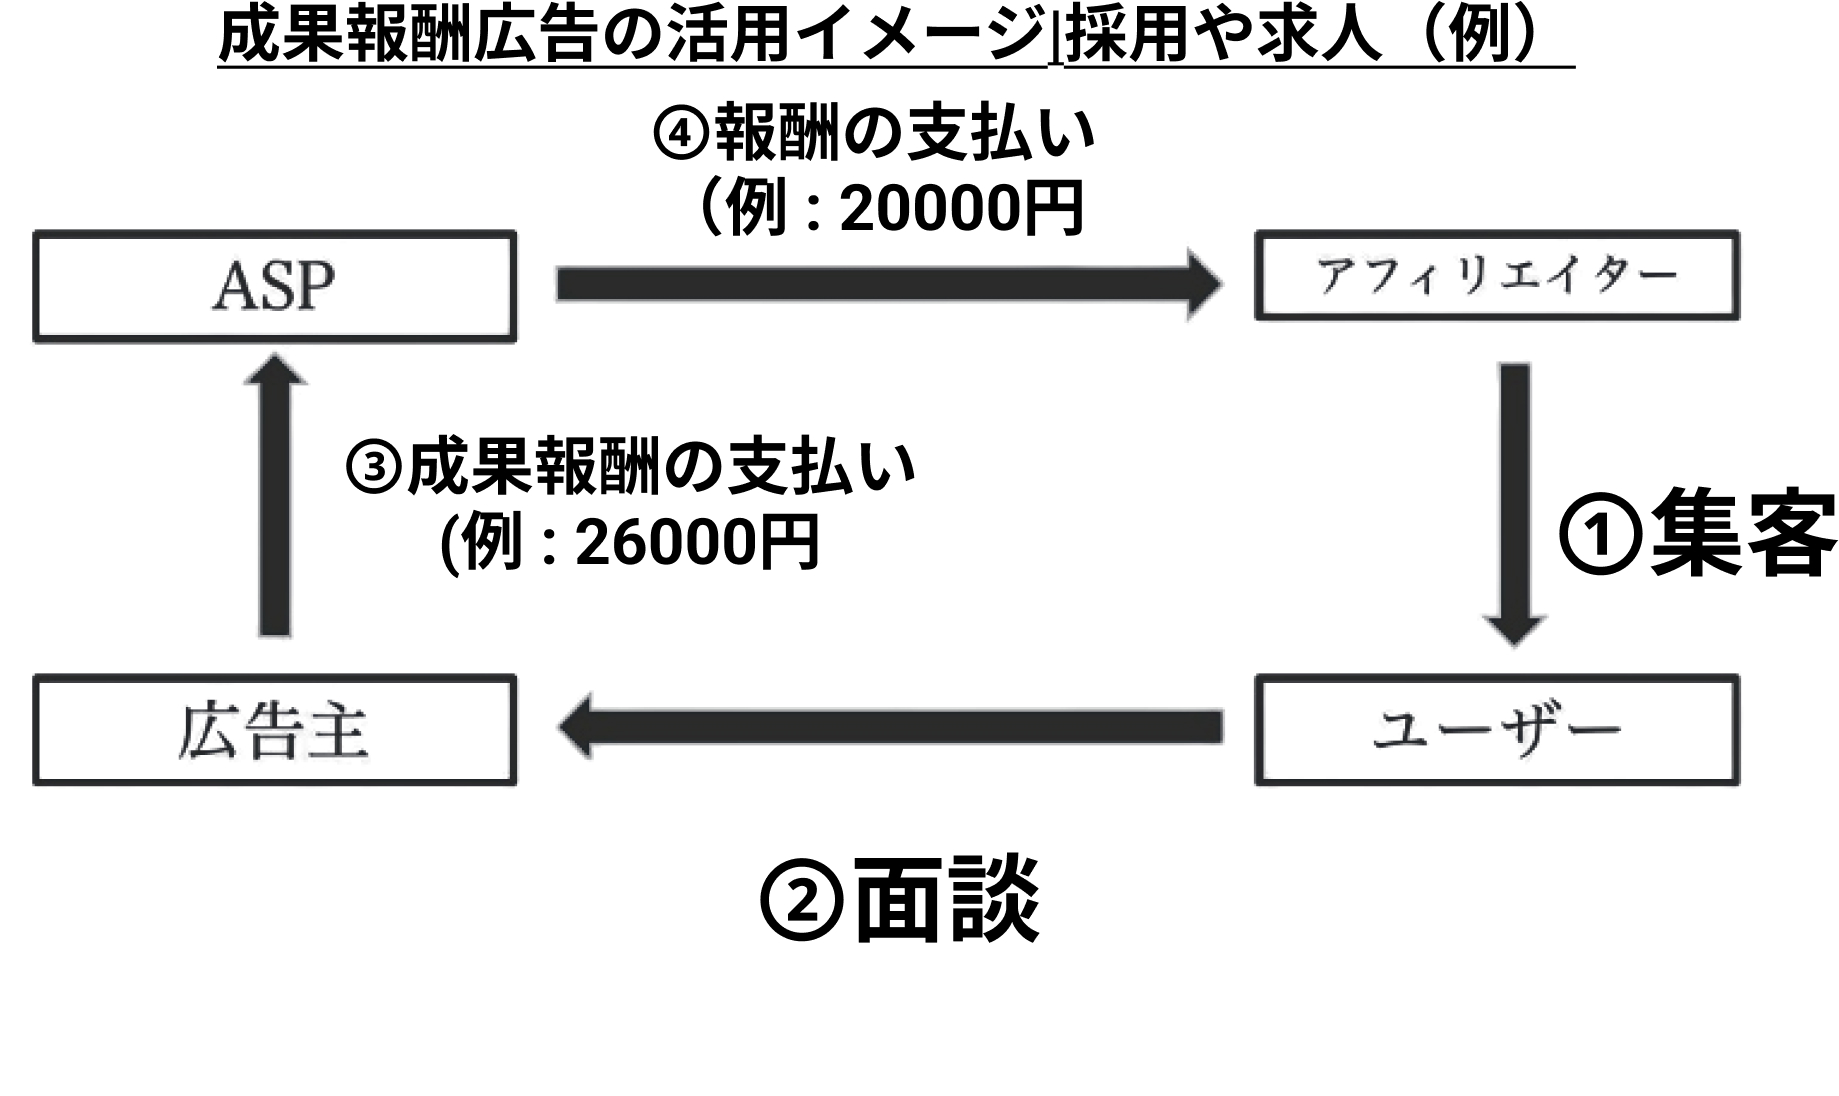 成果報酬広告の活用イメージ|採用や求人（例）
④報酬の支払い
（例 : 20000円
ASP
アフィリエイター
③成果報酬の支払い
(例 : 26000円
①集客
広告主
ユーザー
②面談